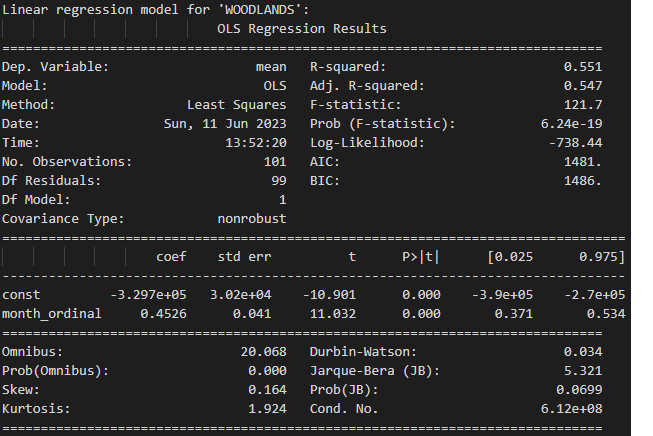 Linear regression model for 'WOODLANDS':
OLS Regression Results
==============================================================================
Dep. Variable: mean R-squared: 0.551
Model: OLS Adj. R-squared: 0.547
Method: Least Squares F-statistic: 121.7
Date: Sun, 11 Jun 2023 Prob (F-statistic): 6.24e-19
Time: 13:52:20 Log-Likelihood: -738.44
No. Observations: 101 AIC: 1481.
Df Residuals: 99 BIC: 1486.
Df Model: 1
Covariance Type: nonrobust
=================================================================================
coef std err t P>|t| [0.025 0.975]
---------------------------------------------------------------------------------
const -3.297e+05 3.02e+04 -10.901 0.000 -3.9e+05 -2.7e+05
month_ordinal 0.4526 0.041 11.032 0.000 0.371 0.534
==============================================================================
Omnibus: 20.068 Durbin-Watson: 0.034
Prob(Omnibus): 0.000 Jarque-Bera (JB): 5.321
Skew: 0.164 Prob(JB): 0.0699
Kurtosis: 1.924 Cond. No. 6.12e+08
==============================================================================